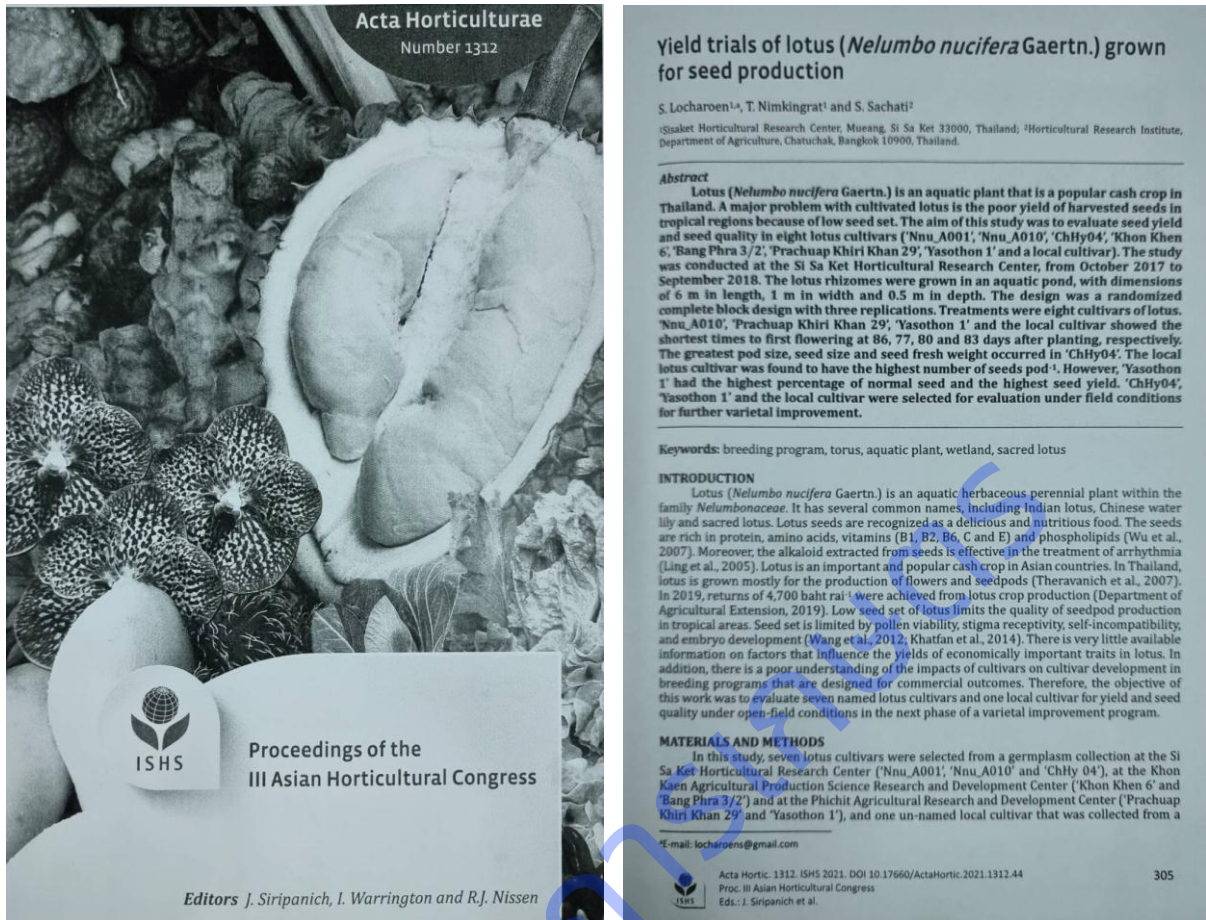 Acta Horticulturae
Number 1312
ISHS
Proceedings of the
III Asian Horticultural Congress
Editors J. Siripanich, I. Warrington and R.J. Nissen
Yield trials of lotus (Nelumbo nucifera Gaertn.) grown
for seed production
S. Locharoen¹,ᵃ, T. Nimkingrat¹ and S. Sachati²
¹Sisaket Horticultural Research Center, Mueang, Si Sa Ket 33000, Thailand; ²Horticultural Research Institute,
Department of Agriculture, Chatuchak, Bangkok 10900, Thailand.
Abstract
Lotus (Nelumbo nucifera Gaertn.) is an aquatic plant that is a popular cash crop in
Thailand. A major problem with cultivated lotus is the poor yield of harvested seeds in
tropical regions because of low seed set. The aim of this study was to evaluate seed yield
and seed quality in eight lotus cultivars ('Nnu_A001', 'Nnu_A010', 'ChHy04', 'Khon Khen
6', 'Bang Phra 3/2', 'Prachuap Khiri Khan 29', 'Yasothon 1' and a local cultivar). The study
was conducted at the Si Sa Ket Horticultural Research Center, from October 2017 to
September 2018. The lotus rhizomes were grown in an aquatic pond, with dimensions
of 6 m in length, 1 m in width and 0.5 m in depth. The design was a randomized
complete block design with three replications. Treatments were eight cultivars of lotus.
'Nnu_A010', 'Prachuap Khiri Khan 29', 'Yasothon 1' and the local cultivar showed the
shortest times to first flowering at 86, 77, 80 and 83 days after planting, respectively.
The greatest pod size, seed size and seed fresh weight occurred in 'ChHy04'. The local
lotus cultivar was found to have the highest number of seeds pod⁻¹. However, 'Yasothon
1' had the highest percentage of normal seed and the highest seed yield. 'ChHy04',
'Yasothon 1' and the local cultivar were selected for evaluation under field conditions
for further varietal improvement.
Keywords: breeding program, torus, aquatic plant, wetland, sacred lotus
INTRODUCTION
Lotus (Nelumbo nucifera Gaertn.) is an aquatic herbaceous perennial plant within the
family Nelumbonaceae. It has several common names, including Indian lotus, Chinese water
lily and sacred lotus. Lotus seeds are recognized as a delicious and nutritious food. The seeds
are rich in protein, amino acids, vitamins (B1, B2, B6, C and E) and phospholipids (Wu et al.,
2007). Moreover, the alkaloid extracted from seeds is effective in the treatment of arrhythmia
(Ling et al., 2005). Lotus is an important and popular cash crop in Asian countries. In Thailand,
lotus is grown mostly for the production of flowers and seedpods (Theravanich et al., 2007).
In 2019, returns of 4,700 baht rai⁻¹ were achieved from lotus crop production (Department of
Agricultural Extension, 2019). Low seed set of lotus limits the quality of seedpod production
in tropical areas. Seed set is limited by pollen viability, stigma receptivity, self-incompatibility,
and embryo development (Wang et al., 2012; Khatfan et al., 2014). There is very little available
information on factors that influence the yields of economically important traits in lotus. In
addition, there is a poor understanding of the impacts of cultivars on cultivar development in
breeding programs that are designed for commercial outcomes. Therefore, the objective of
this work was to evaluate seven named lotus cultivars and one local cultivar for yield and seed
quality under open-field conditions in the next phase of a varietal improvement program.
MATERIALS AND METHODS
In this study, seven lotus cultivars were selected from a germplasm collection at the Si
Sa Ket Horticultural Research Center ('Nnu_A001', 'Nnu_A010' and 'ChHy 04'), at the Khon
Kaen Agricultural Production Science Research and Development Center ('Khon Khen 6' and
'Bang Phra 3/2') and at the Phichit Agricultural Research and Development Center ('Prachuap
Khiri Khan 29' and 'Yasothon 1'), and one un-named local cultivar that was collected from a
ᵃE-mail: locharoens@gmail.com
ISHS
Acta Hortic. 1312. ISHS 2021. DOI 10.17660/ActaHortic.2021.1312.44
Proc. III Asian Horticultural Congress
Eds.: J. Siripanich et al.
305